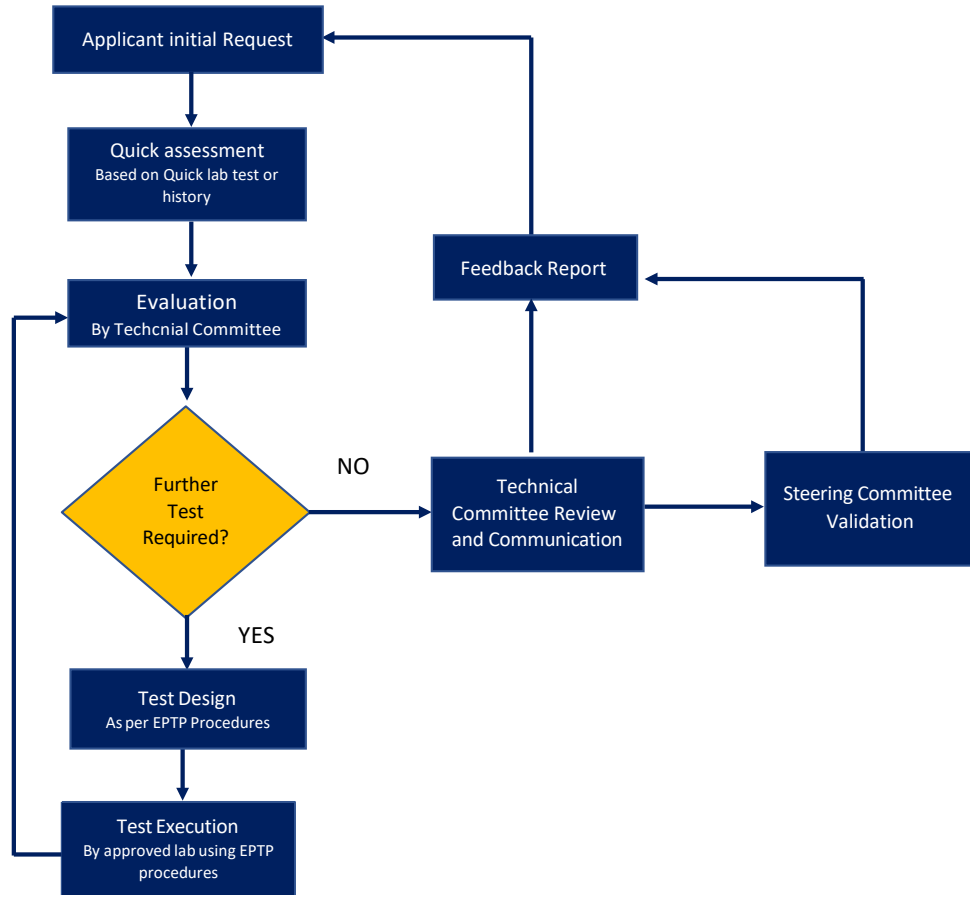 Applicant initial Request
Quick assessment
Based on Quick lab test or
history
Feedback Report
Evaluation
By Techcnial Committee
NO
Further
Test
Required?
Technical
Committee Review
and Communication
Steering Committee
Validation
YES
Test Design
As per EPTP Procedures
Test Execution
By approved lab using EPTP
procedures